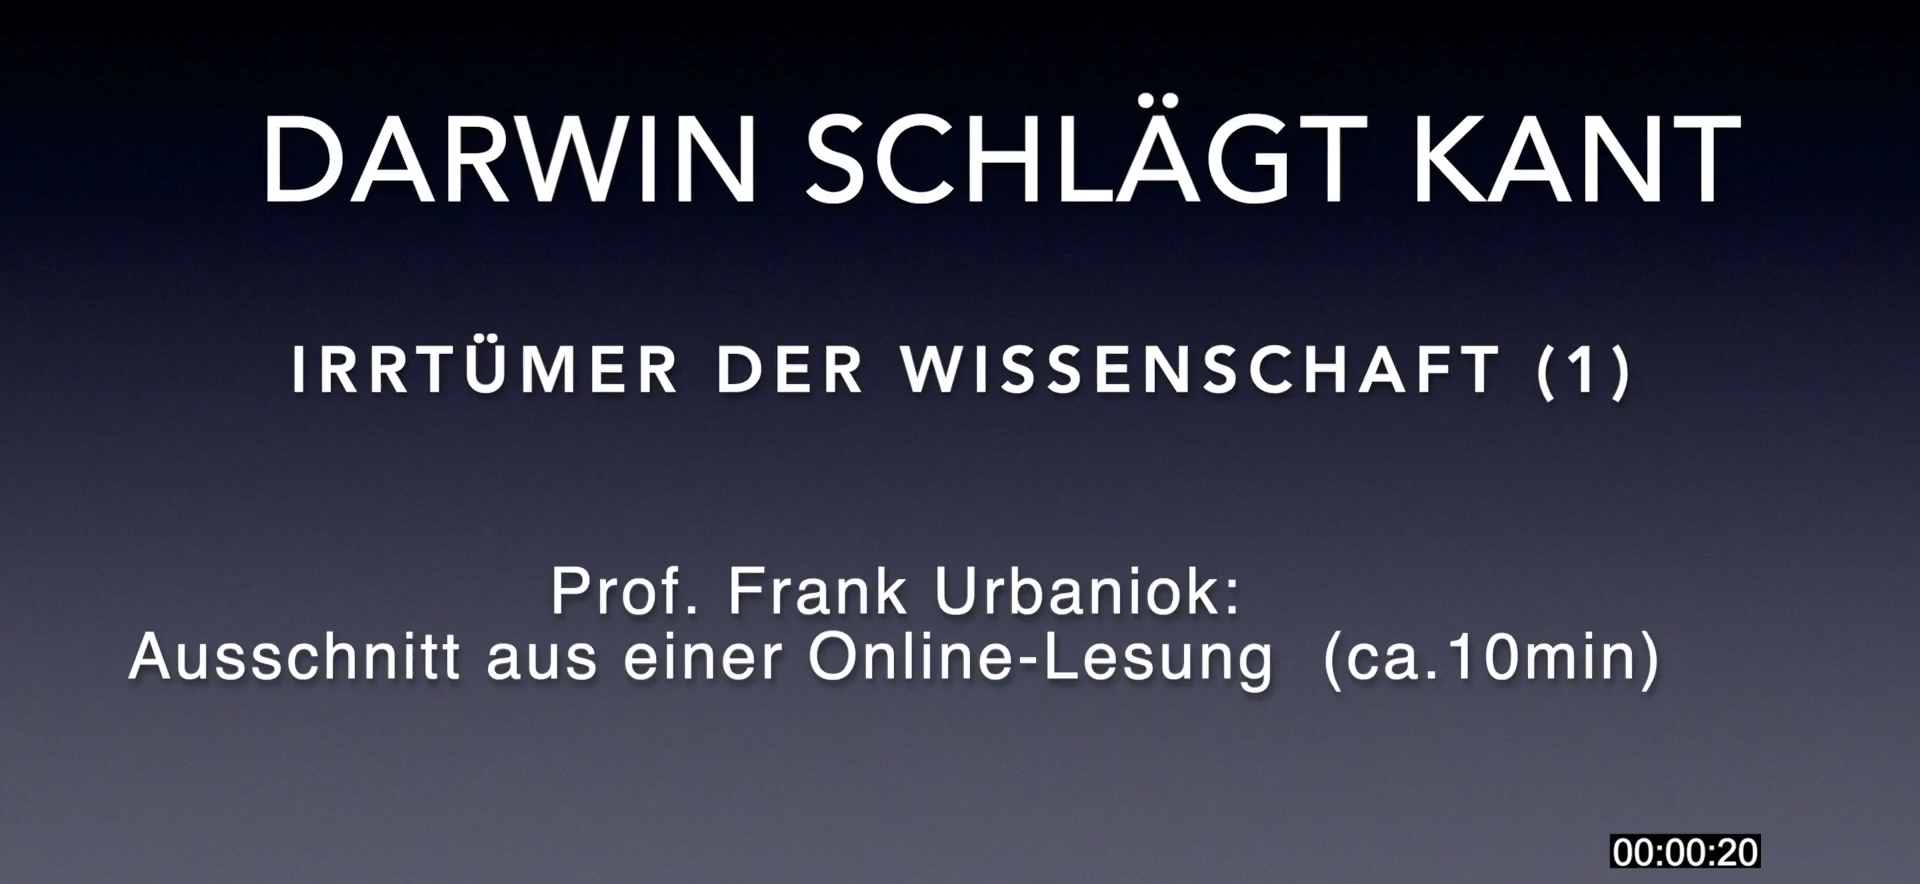 DARWIN SCHLÄGT KANT
IRRTÜMER DER WISSENSCHAFT (1)
Prof. Frank Urbaniok:
Ausschnitt aus einer Online-Lesung (ca.10min)
00:00:20